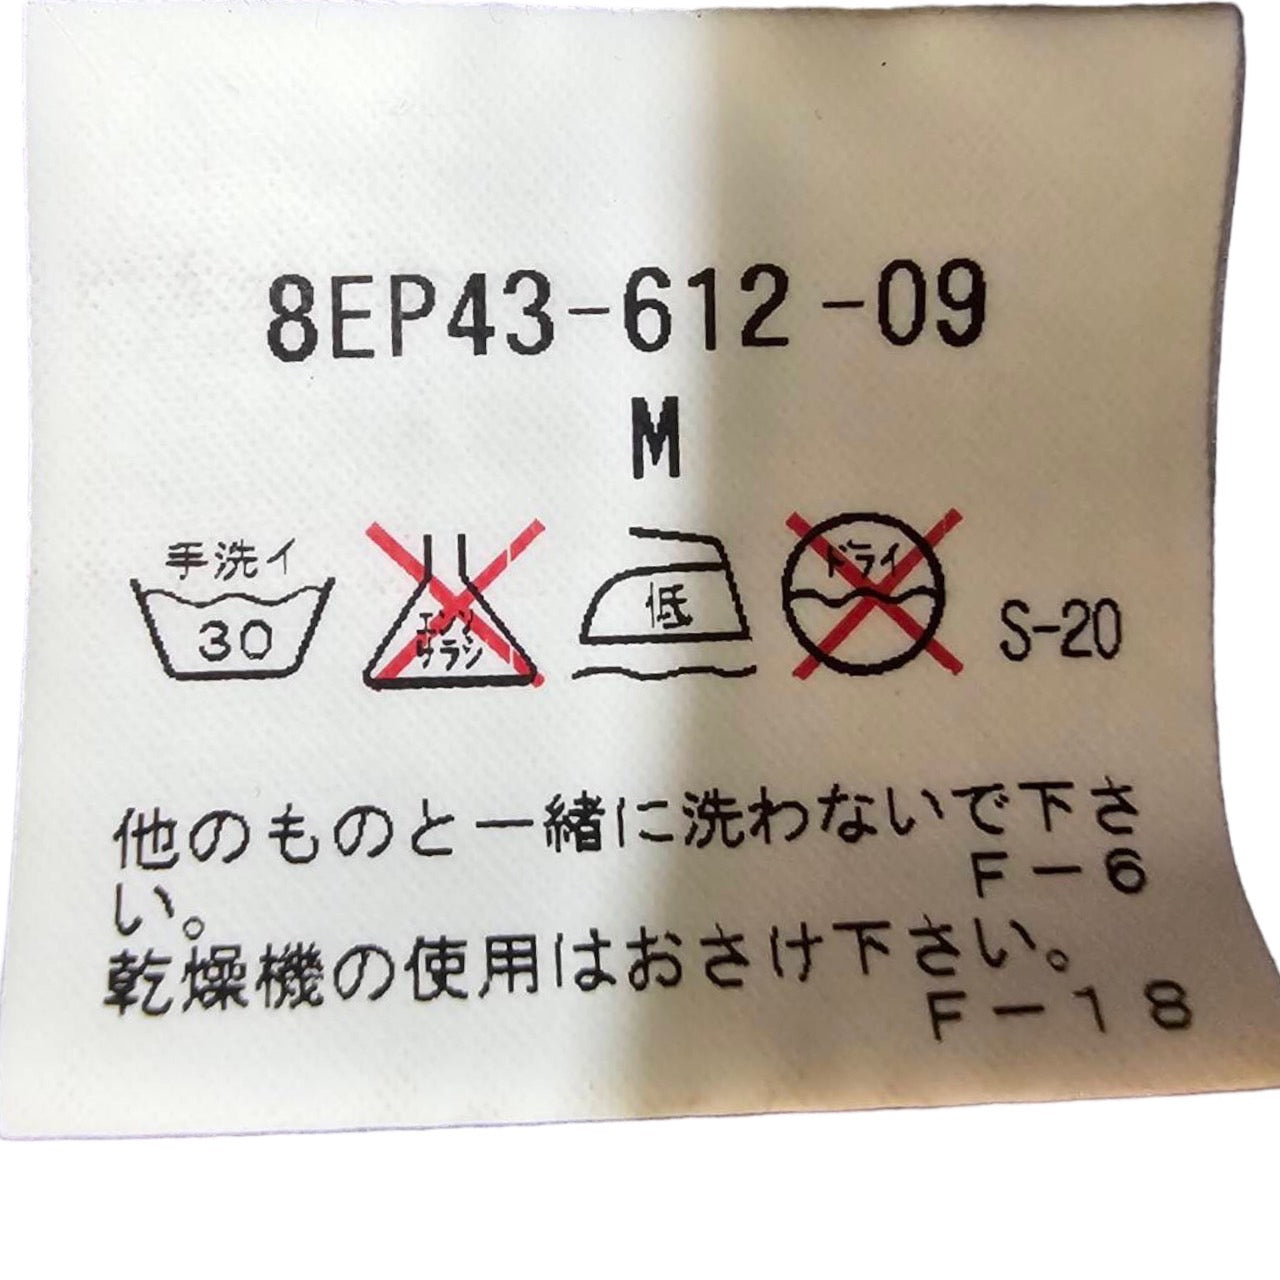 8EP43-612-09
M
手洗イ
30
エンソ
サラシ
低
ドライ
S-20
他のものと一緒に洗わないで下さ
い。 F-6
乾燥機の使用はおさけ下さい。
F-18